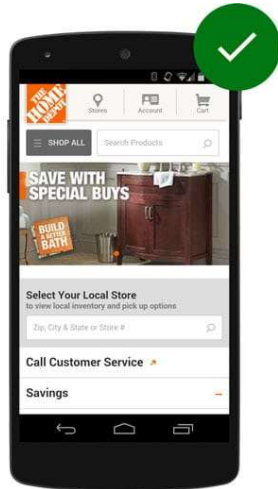 THE
HOME
DEPOT
Stores
Account
Cart
SHOP ALL
Search Products
SAVE WITH
SPECIAL BUYS
BUILD
A BETTER
BATH
Select Your Local Store
to view local inventory and pick up options
Zip, City & State or Store #
Call Customer Service
Savings